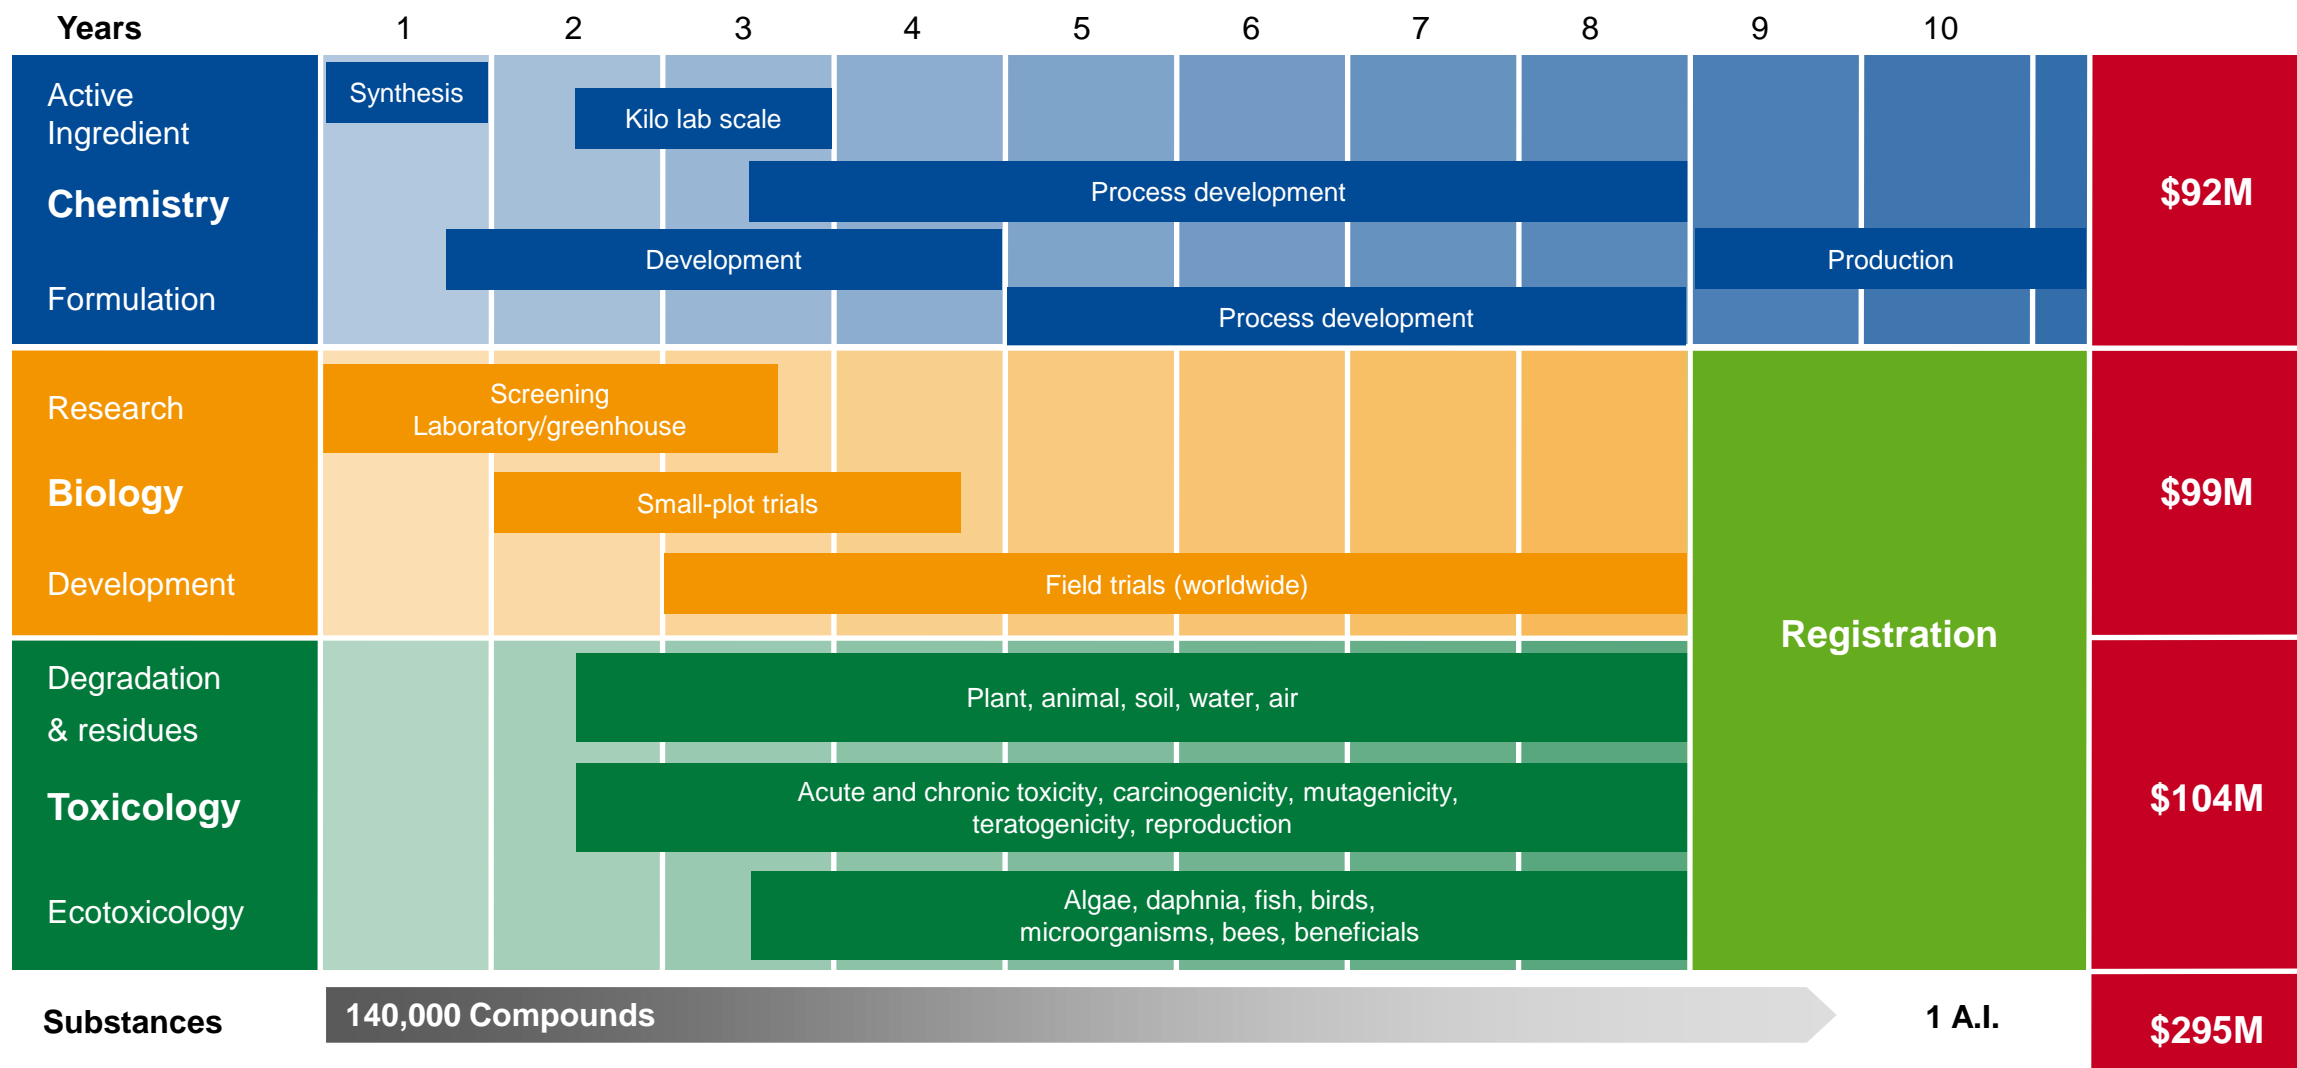 Years 1 2 3 4 5 6 7 8 9 10
Active
Ingredient
Synthesis
Kilo lab scale
Chemistry
Process development
$92M
Development
Production
Formulation
Process development
Research
Screening
Laboratory/greenhouse
Biology
Small-plot trials
$99M
Development
Field trials (worldwide)
Registration
Degradation
& residues
Plant, animal, soil, water, air
Toxicology
Acute and chronic toxicity, carcinogenicity, mutagenicity,
teratogenicity, reproduction
$104M
Ecotoxicology
Algae, daphnia, fish, birds,
microorganisms, bees, beneficials
Substances
140,000 Compounds
1 A.I.
$295M